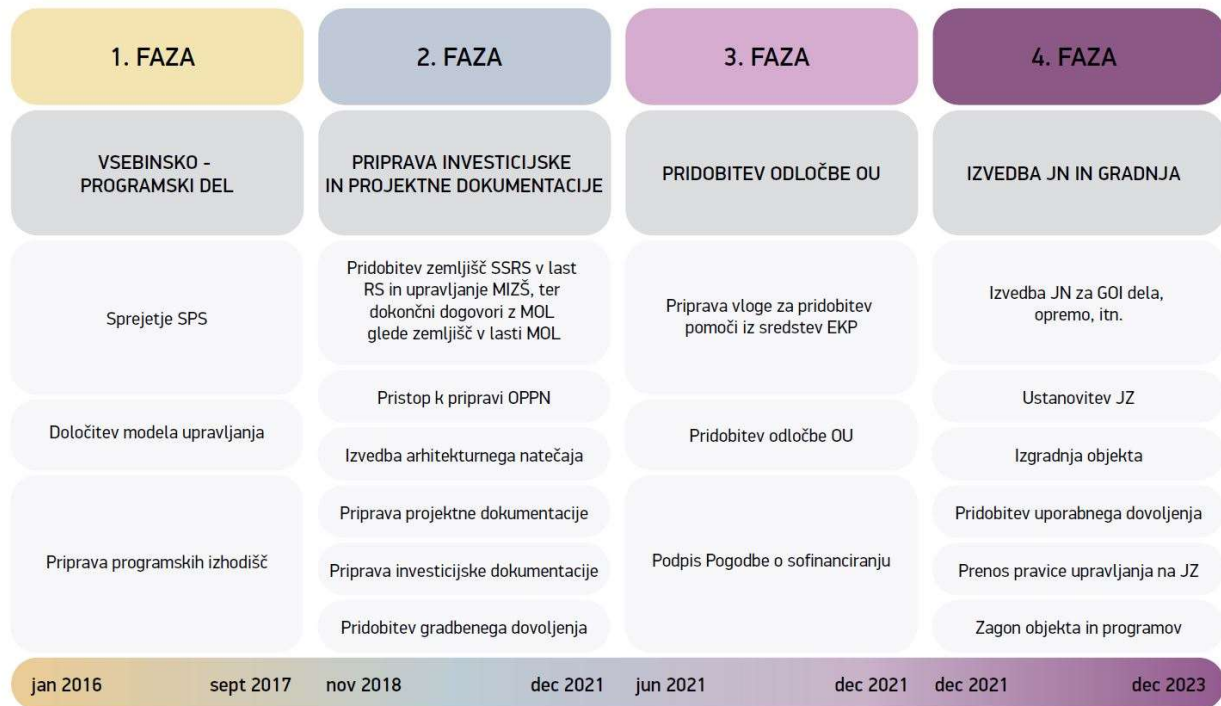 1. FAZA
VSEBINSKO -
PROGRAMSKI DEL
Sprejetje SPS
Določitev modela upravljanja
Priprava programskih izhodišč
2. FAZA
PRIPRAVA INVESTICIJSKE
IN PROJEKTNE DOKUMENTACIJE
Pridobitev zemljišč SSRS v last
RS in upravljanje MIZŠ, ter
dokončni dogovori z MOL
glede zemljišč v lasti MOL
Pristop k pripravi OPPN
Izvedba arhitekturnega natečaja
Priprava projektne dokumentacije
Priprava investicijske dokumentacije
Pridobitev gradbenega dovoljenja
3. FAZA
PRIDOBITEV ODLOČBE OU
Priprava vloge za pridobitev
pomoči iz sredstev EKP
Pridobitev odločbe OU
Podpis Pogodbe o sofinanciranju
4. FAZA
IZVEDBA JN IN GRADNJA
Izvedba JN za GOI dela,
opremo, itn.
Ustanovitev JZ
Izgradnja objekta
Pridobitev uporabnega dovoljenja
Prenos pravice upravljanja na JZ
Zagon objekta in programov
jan 2016 sept 2017 nov 2018 dec 2021 jun 2021 dec 2021 dec 2021 dec 2023